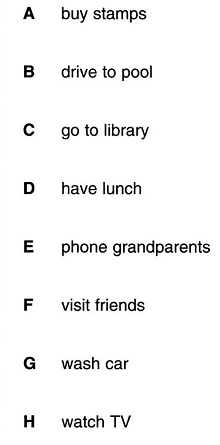 A buy stamps
B drive to pool
C go to library
D have lunch
E phone grandparents
F visit friends
G wash car
H watch TV